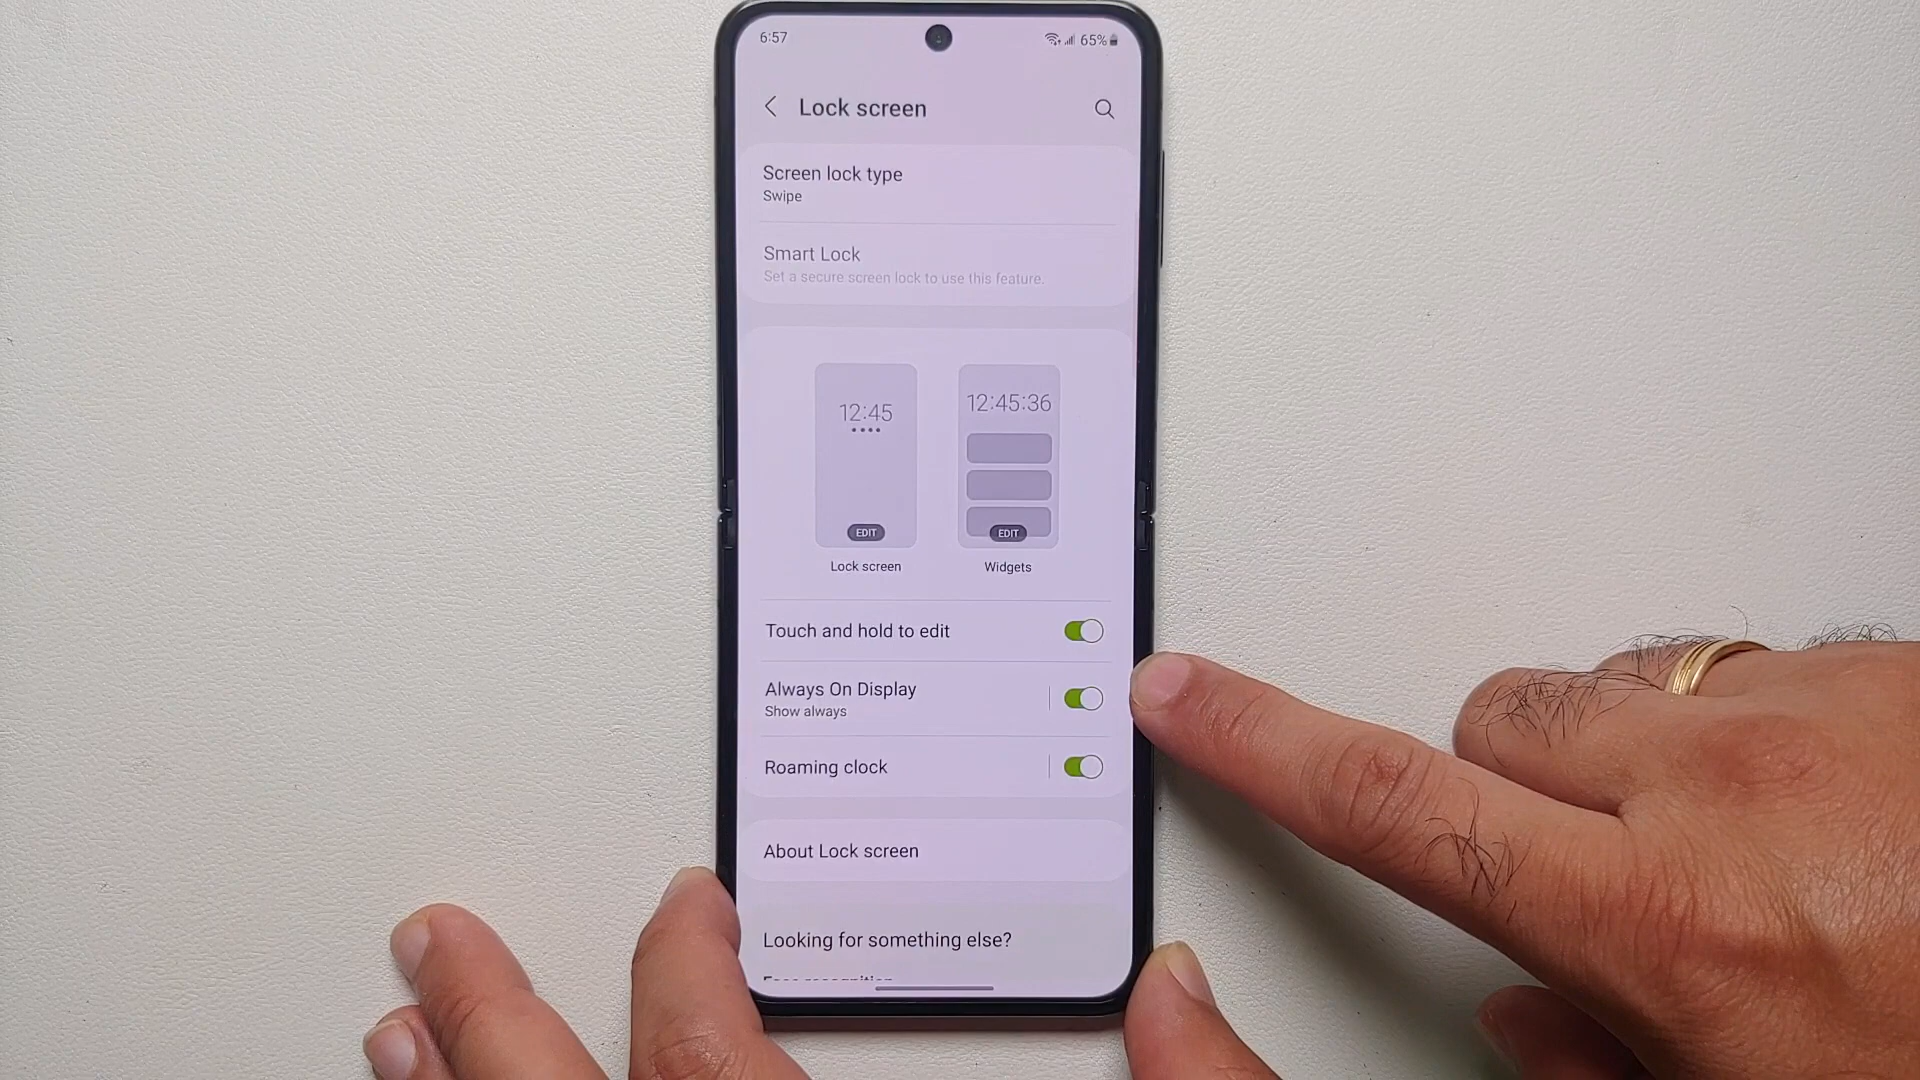 6:57
65%
Lock screen
Screen lock type
Swipe
Smart Lock
Set a secure screen lock to use this feature.
12:45
12:45:36
EDIT
EDIT
Lock screen
Widgets
Touch and hold to edit
Always On Display
Show always
Roaming clock
About Lock screen
Looking for something else?
Face recognition